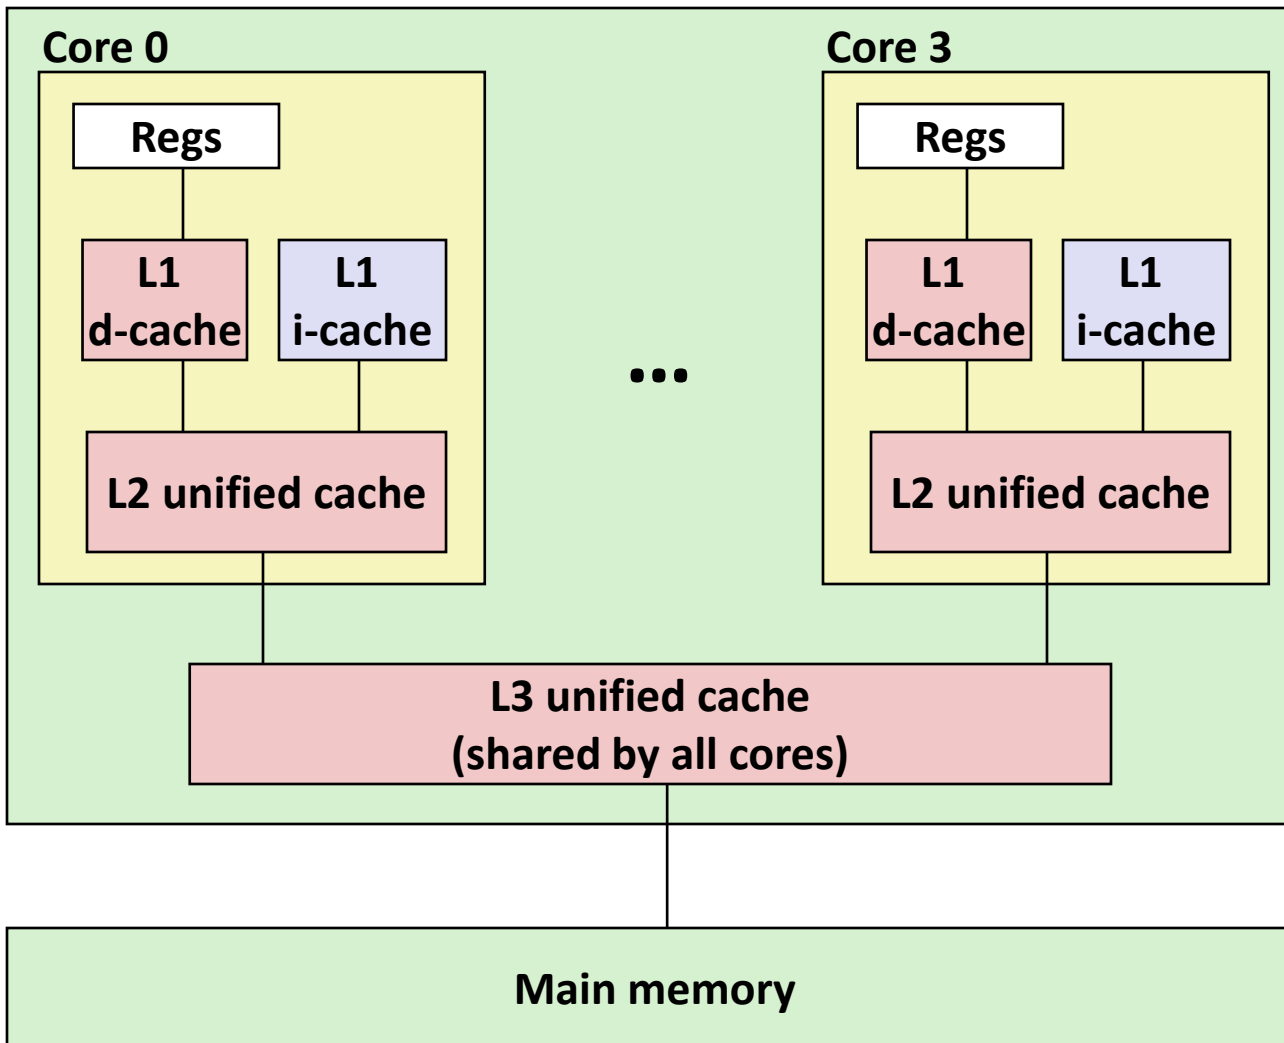 Core 0
Regs
L1
d-cache
L1
i-cache
L2 unified cache
...
Core 3
Regs
L1
d-cache
L1
i-cache
L2 unified cache
L3 unified cache
(shared by all cores)
Main memory